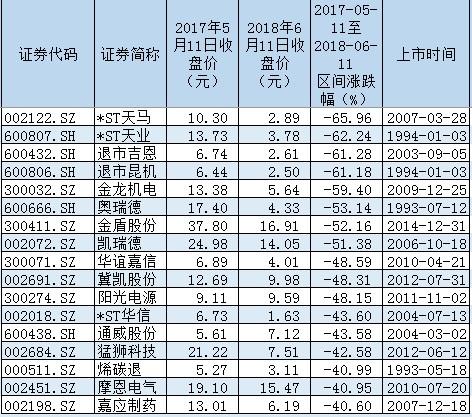 证券代码 证券简称 2017年5月11日收盘价（元） 2018年6月11日收盘价（元） 2017-05-11至2018-06-11区间涨跌幅（%） 上市时间
002122.SZ *ST天马 10.30 2.89 -65.96 2007-03-28
600807.SH *ST天业 13.73 3.78 -62.24 1994-01-03
600432.SH 退市吉恩 6.74 2.61 -61.28 2003-09-05
600806.SH 退市昆机 6.44 2.50 -61.18 1994-01-03
300032.SZ 金龙机电 13.38 5.64 -59.40 2009-12-25
600666.SH 奥瑞德 17.40 4.33 -53.14 1993-07-12
300411.SZ 金盾股份 37.80 16.91 -52.16 2014-12-31
002072.SZ 凯瑞德 24.98 14.05 -51.38 2006-10-18
300071.SZ 华谊嘉信 6.89 4.01 -48.59 2010-04-21
002691.SZ 冀凯股份 12.69 9.98 -48.31 2012-07-31
300274.SZ 阳光电源 9.11 9.59 -48.15 2011-11-02
002018.SZ *ST华信 6.73 1.63 -43.60 2004-07-13
600438.SH 通威股份 5.61 7.12 -43.58 2004-03-02
002684.SZ 猛狮科技 21.22 7.51 -42.58 2012-06-12
000511.SZ 烯碳退 5.27 3.11 -40.99 1993-05-18
002451.SZ 摩恩电气 19.10 15.47 -40.95 2010-07-20
002198.SZ 嘉应制药 13.01 6.19 -40.60 2007-12-18